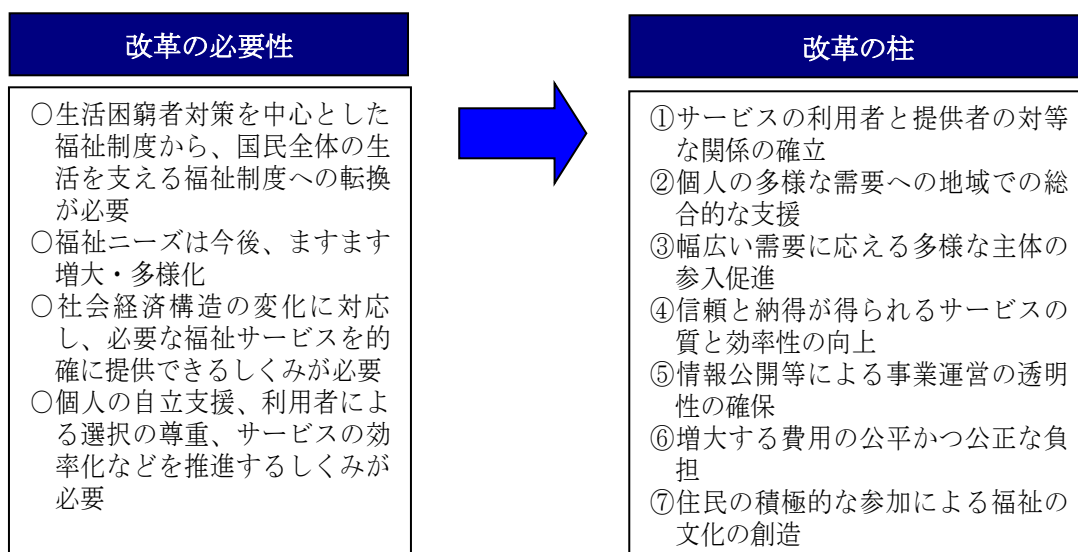 改革の必要性
○生活困窮者対策を中心とした
福祉制度から、国民全体の生
活を支える福祉制度への転換
が必要
○福祉ニーズは今後、ますます
増大・多様化
○社会経済構造の変化に対応
し、必要な福祉サービスを的
確に提供できるしくみが必要
○個人の自立支援、利用者によ
る選択の尊重、サービスの効
率化などを推進するしくみが
必要
改革の柱
①サービスの利用者と提供者の対等
な関係の確立
②個人の多様な需要への地域での総
合的な支援
③幅広い需要に応える多様な主体の
参入促進
④信頼と納得が得られるサービスの
質と効率性の向上
⑤情報公開等による事業運営の透明
性の確保
⑥増大する費用の公平かつ公正な負
担
⑦住民の積極的な参加による福祉の
文化の創造